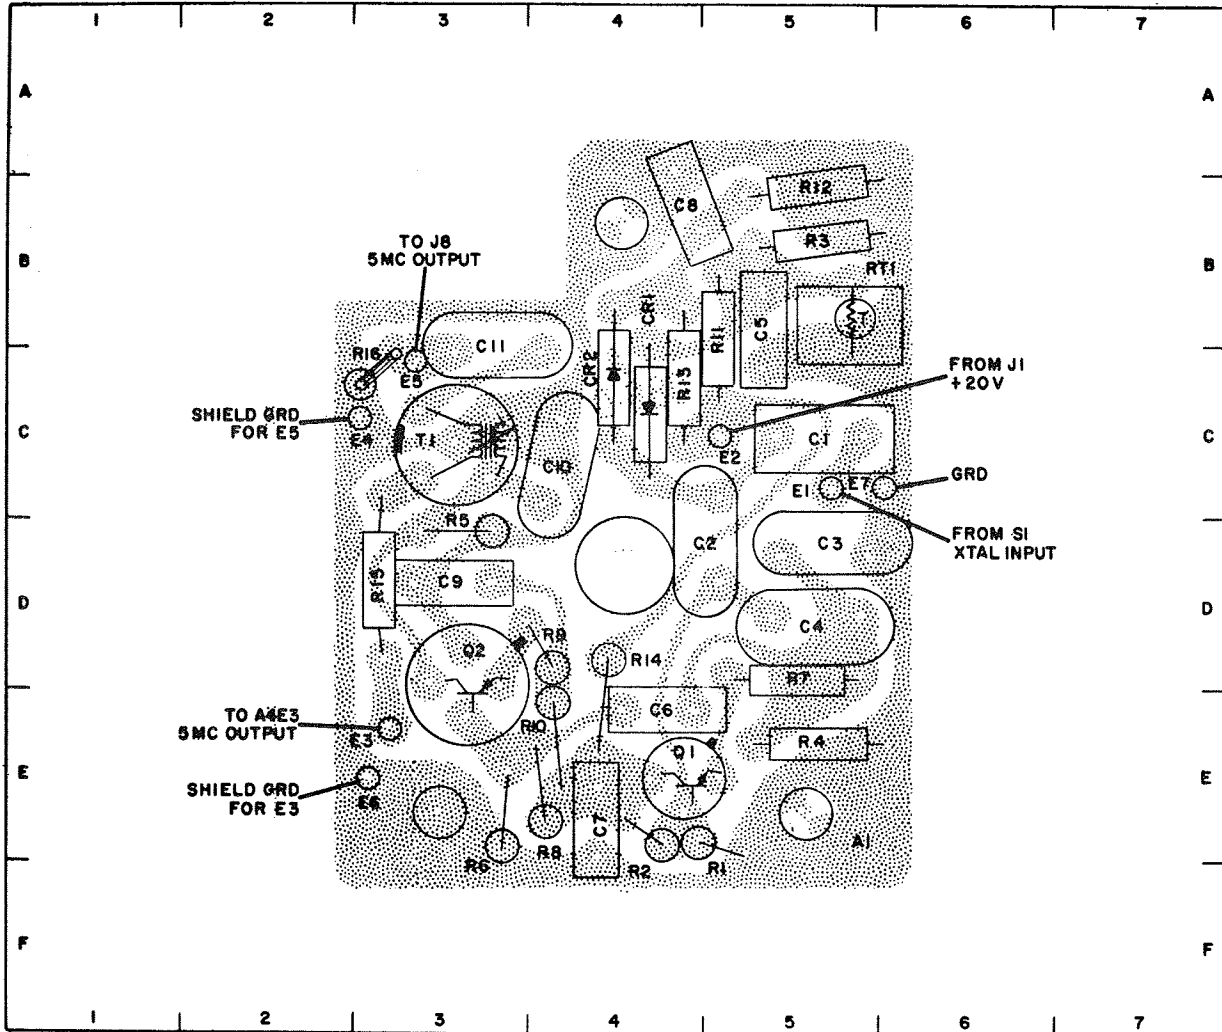 1 2 3 4 5 6 7
A A
R12
C8
R3
TO J8
5MC OUTPUT
B B
RT1
CR1
R11
C5
C11
R16
E5
CR2
R13
FROM J1
+20V
SHIELD GRD
FOR E5
E4
T1
C10
E2
C1
C C
E1
E7
GRD
R5
C2
C3
FROM S1
XTAL INPUT
R15
C9
D D
C4
R9
Q2
R14
R7
TO A4E3
5MC OUTPUT
E3
R10
C6
Q1
R4
E E
SHIELD GRD
FOR E3
E6
C7
A1
R6
R8
R2
R1
F F
1 2 3 4 5 6 7